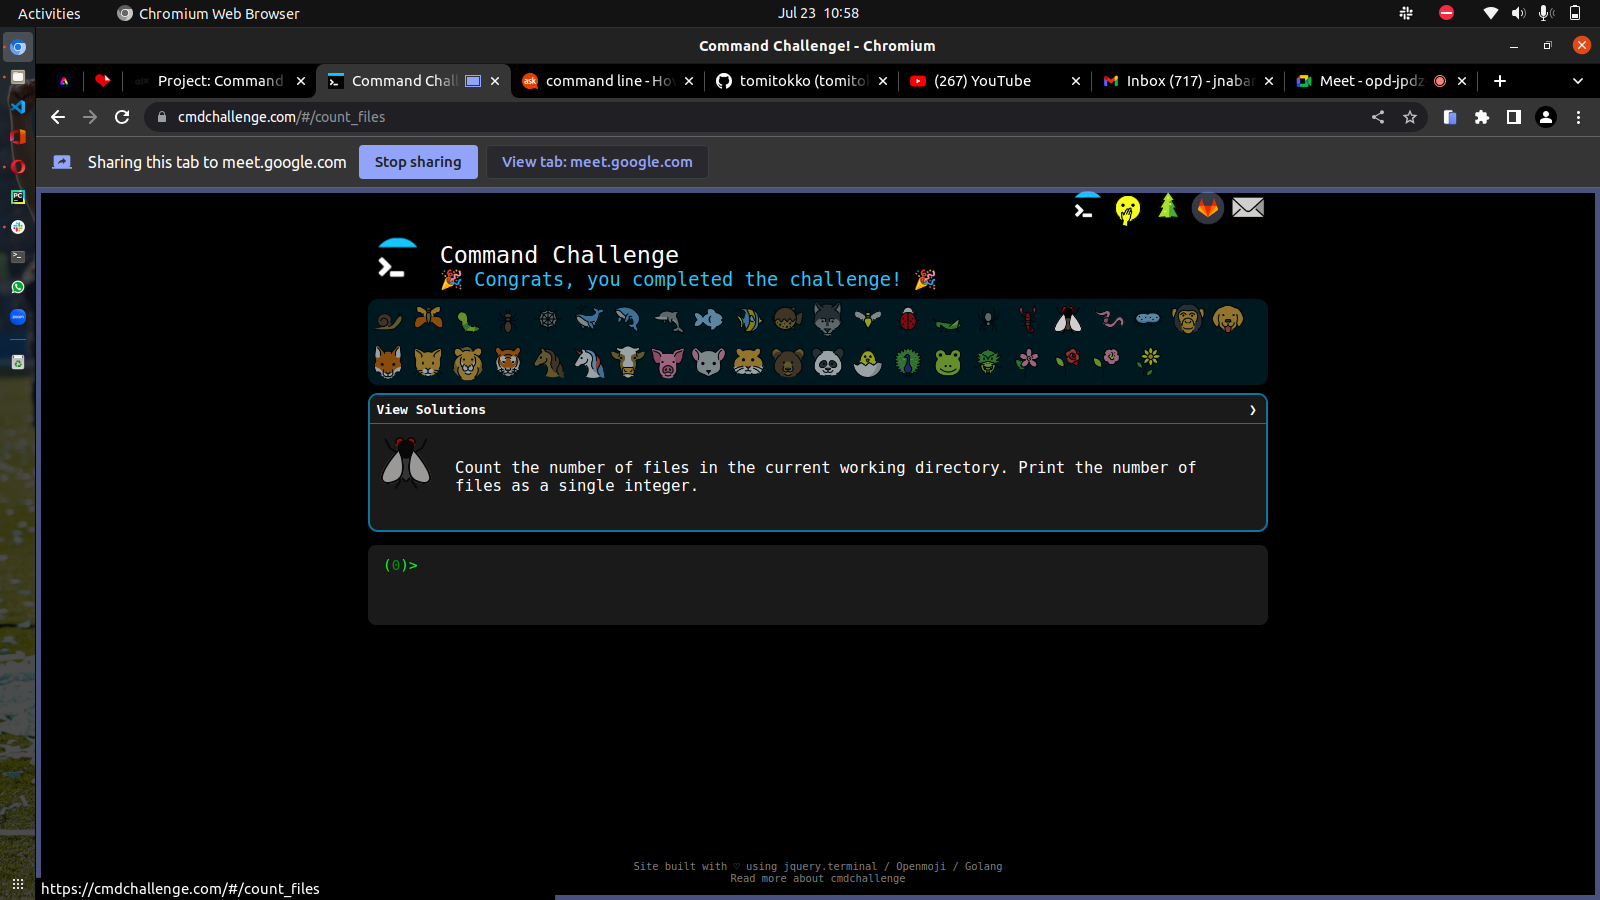 Activities
Chromium Web Browser
Jul 23 10:58
Command Challenge! - Chromium
Project: Command
Command Chall
command line - Ho
tomitokko (tomitok
(267) YouTube
Inbox (717) - jnabar
Meet - opd-jpdz
cmdchallenge.com/#/count_files
Sharing this tab to meet.google.com
Stop sharing
View tab: meet.google.com
Command Challenge
🎉 Congrats, you completed the challenge! 🎉
View Solutions ❯
Count the number of files in the current working directory. Print the number of
files as a single integer.
(0)>
Site built with ♡ using jquery.terminal / Openmoji / Golang
Read more about cmdchallenge
https://cmdchallenge.com/#/count_files